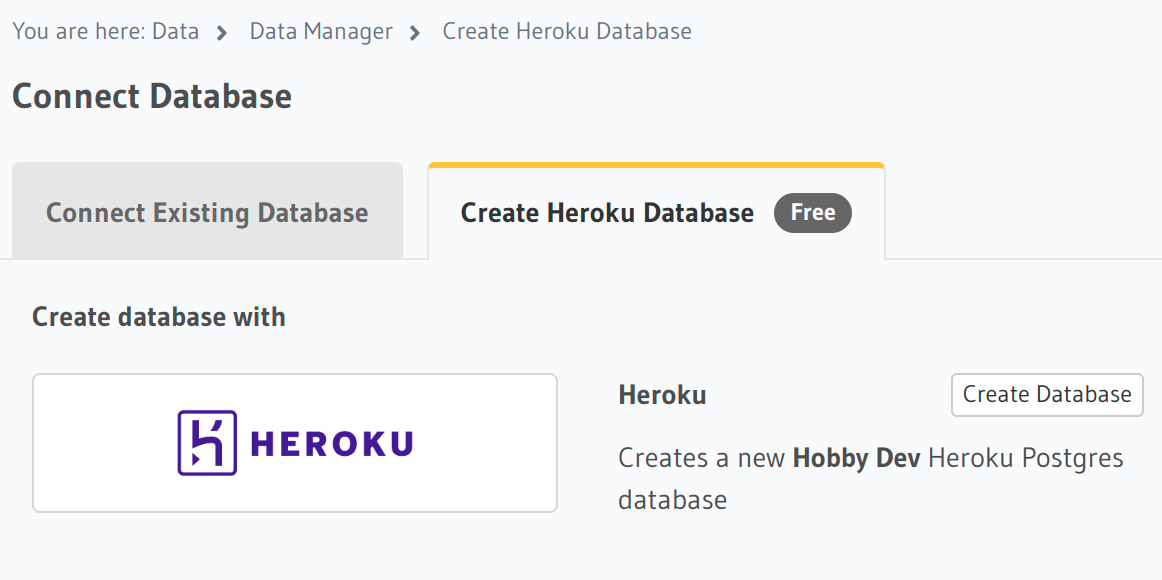 You are here: Data > Data Manager > Create Heroku Database
Connect Database
Connect Existing Database
Create Heroku Database Free
Create database with
HEROKU
Heroku
Create Database
Creates a new Hobby Dev Heroku Postgres
database